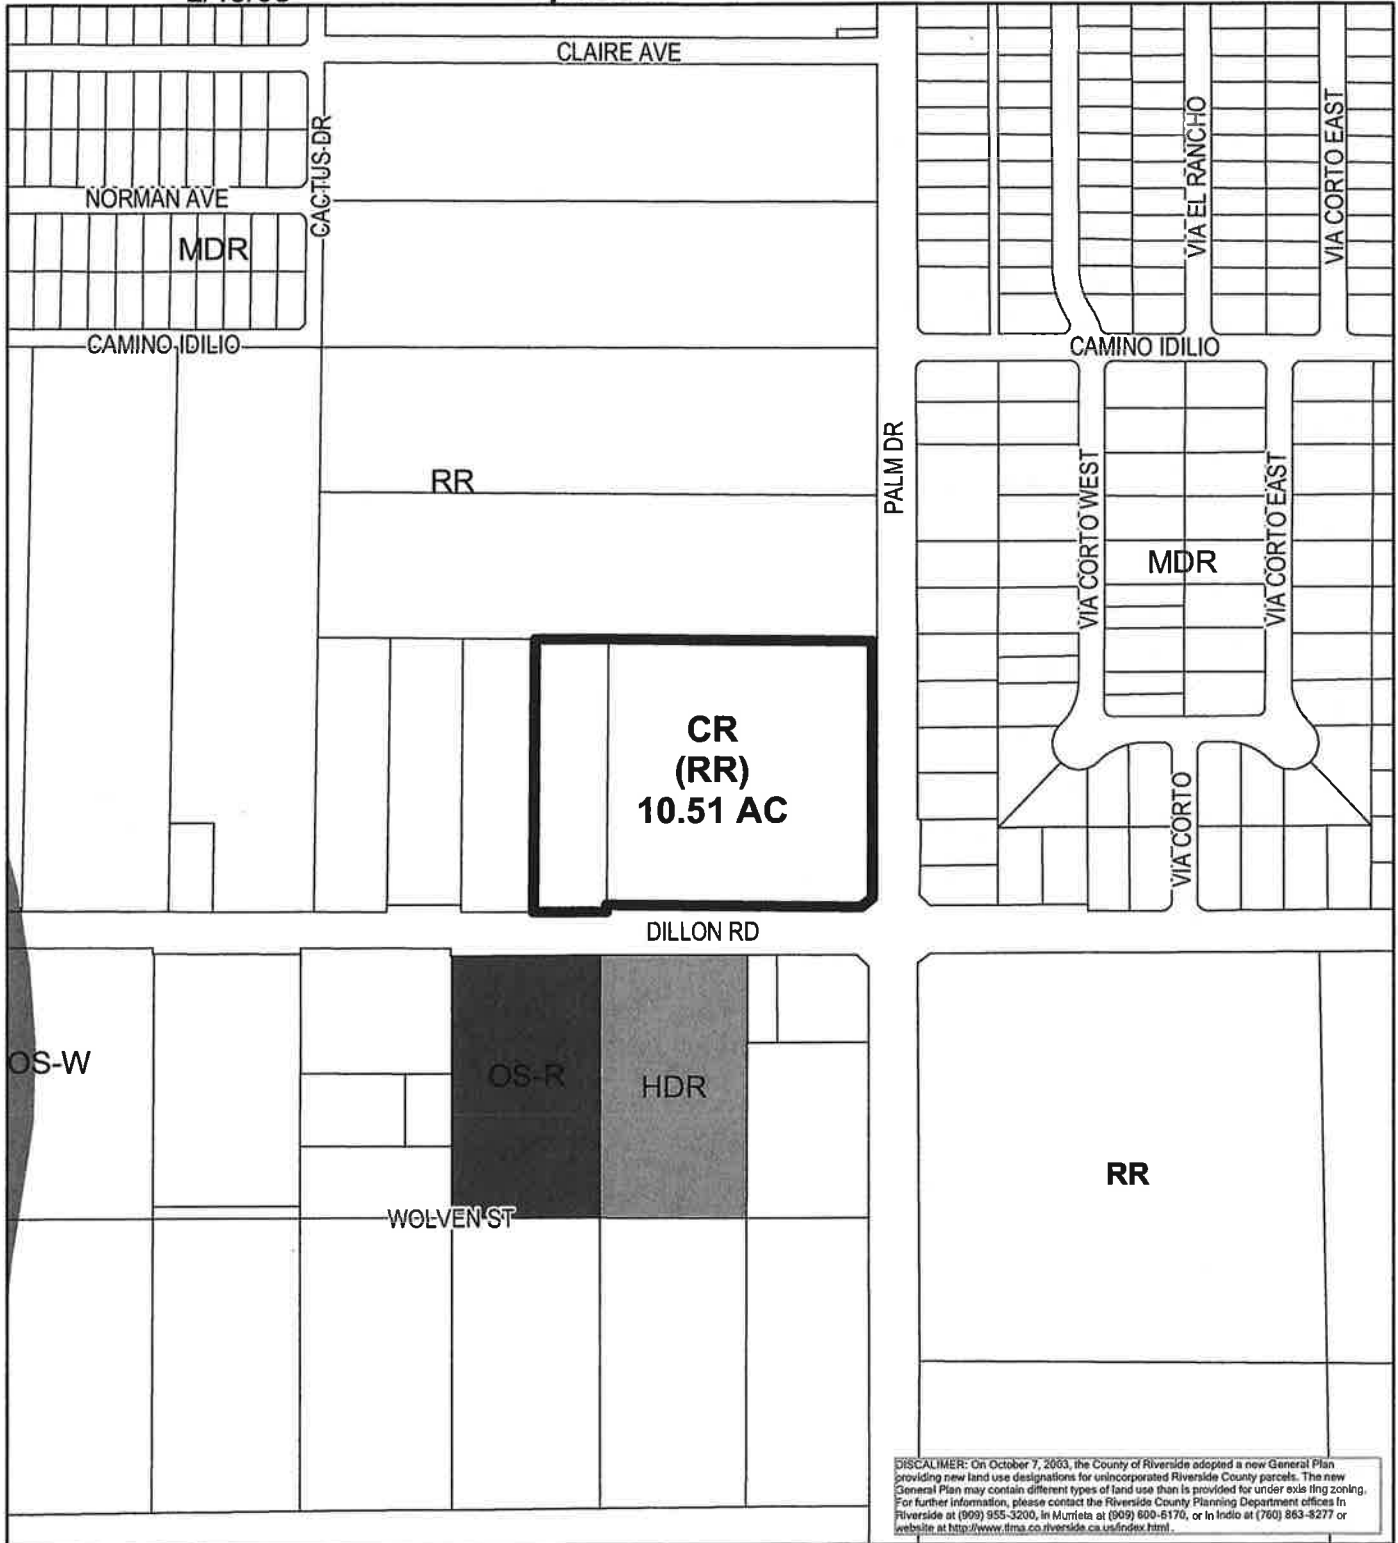 CLAIRE AVE
CACTUS DR
NORMAN AVE
MDR
CAMINO IDILIO
VIA EL RANCHO
VIA CORTO EAST
CAMINO IDILIO
PALM DR
RR
VIA CORTO WEST
VIA CORTO EAST
MDR
CR
(RR)
10.51 AC
VIA CORTO
DILLON RD
OS-W
OS-R
HDR
RR
WOLVEN ST
DISCALIMER: On October 7, 2003, the County of Riverside adopted a new General Plan
providing new land use designations for unincorporated Riverside County parcels. The new
General Plan may contain different types of land use than is provided for under exis ting zoning.
For further information, please contact the Riverside County Planning Department offices in
Riverside at (909) 955-3200, in Murrieta at (909) 600-6170, or in Indio at (760) 863-8277 or
website at http://www.tlma.co.riverside.ca.us/index.html .